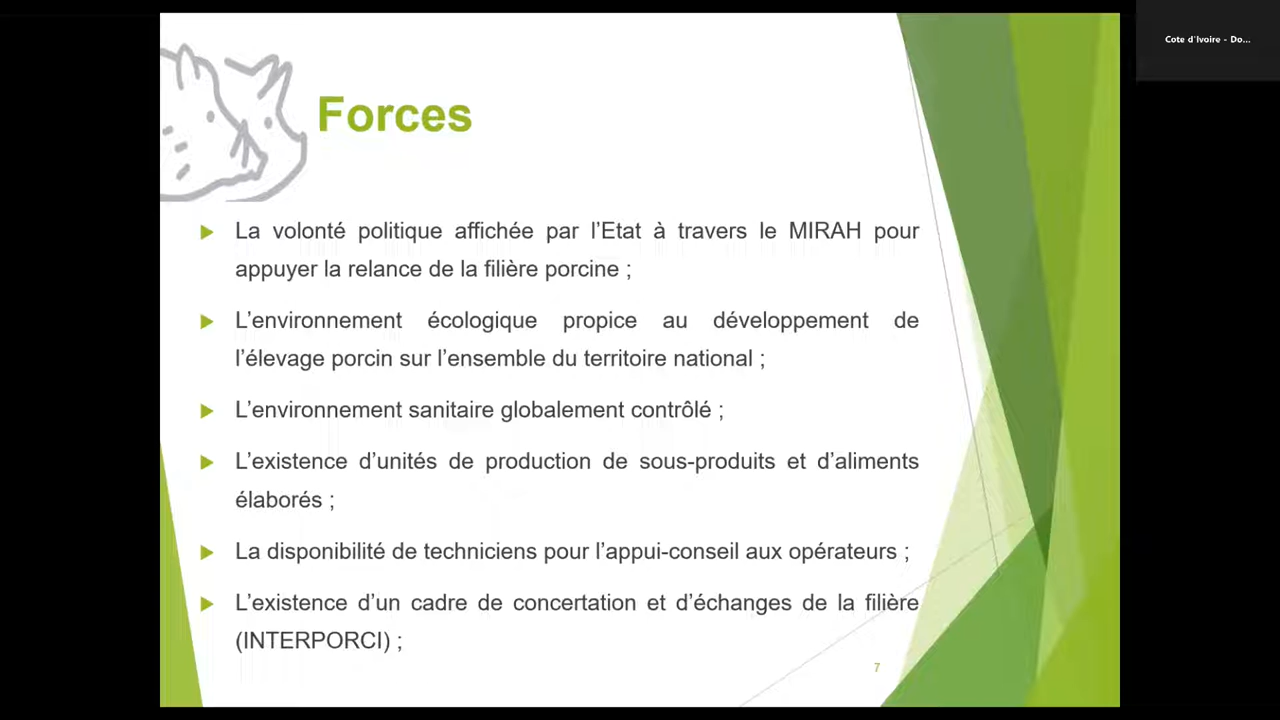 Cote d'Ivoire - Do...
Forces
La volonté politique affichée par l’Etat à travers le MIRAH pour
appuyer la relance de la filière porcine ;
L’environnement écologique propice au développement de
l’élevage porcin sur l’ensemble du territoire national ;
L’environnement sanitaire globalement contrôlé ;
L’existence d’unités de production de sous-produits et d’aliments
élaborés ;
La disponibilité de techniciens pour l’appui-conseil aux opérateurs ;
L’existence d’un cadre de concertation et d’échanges de la filière
(INTERPORCI) ;
7